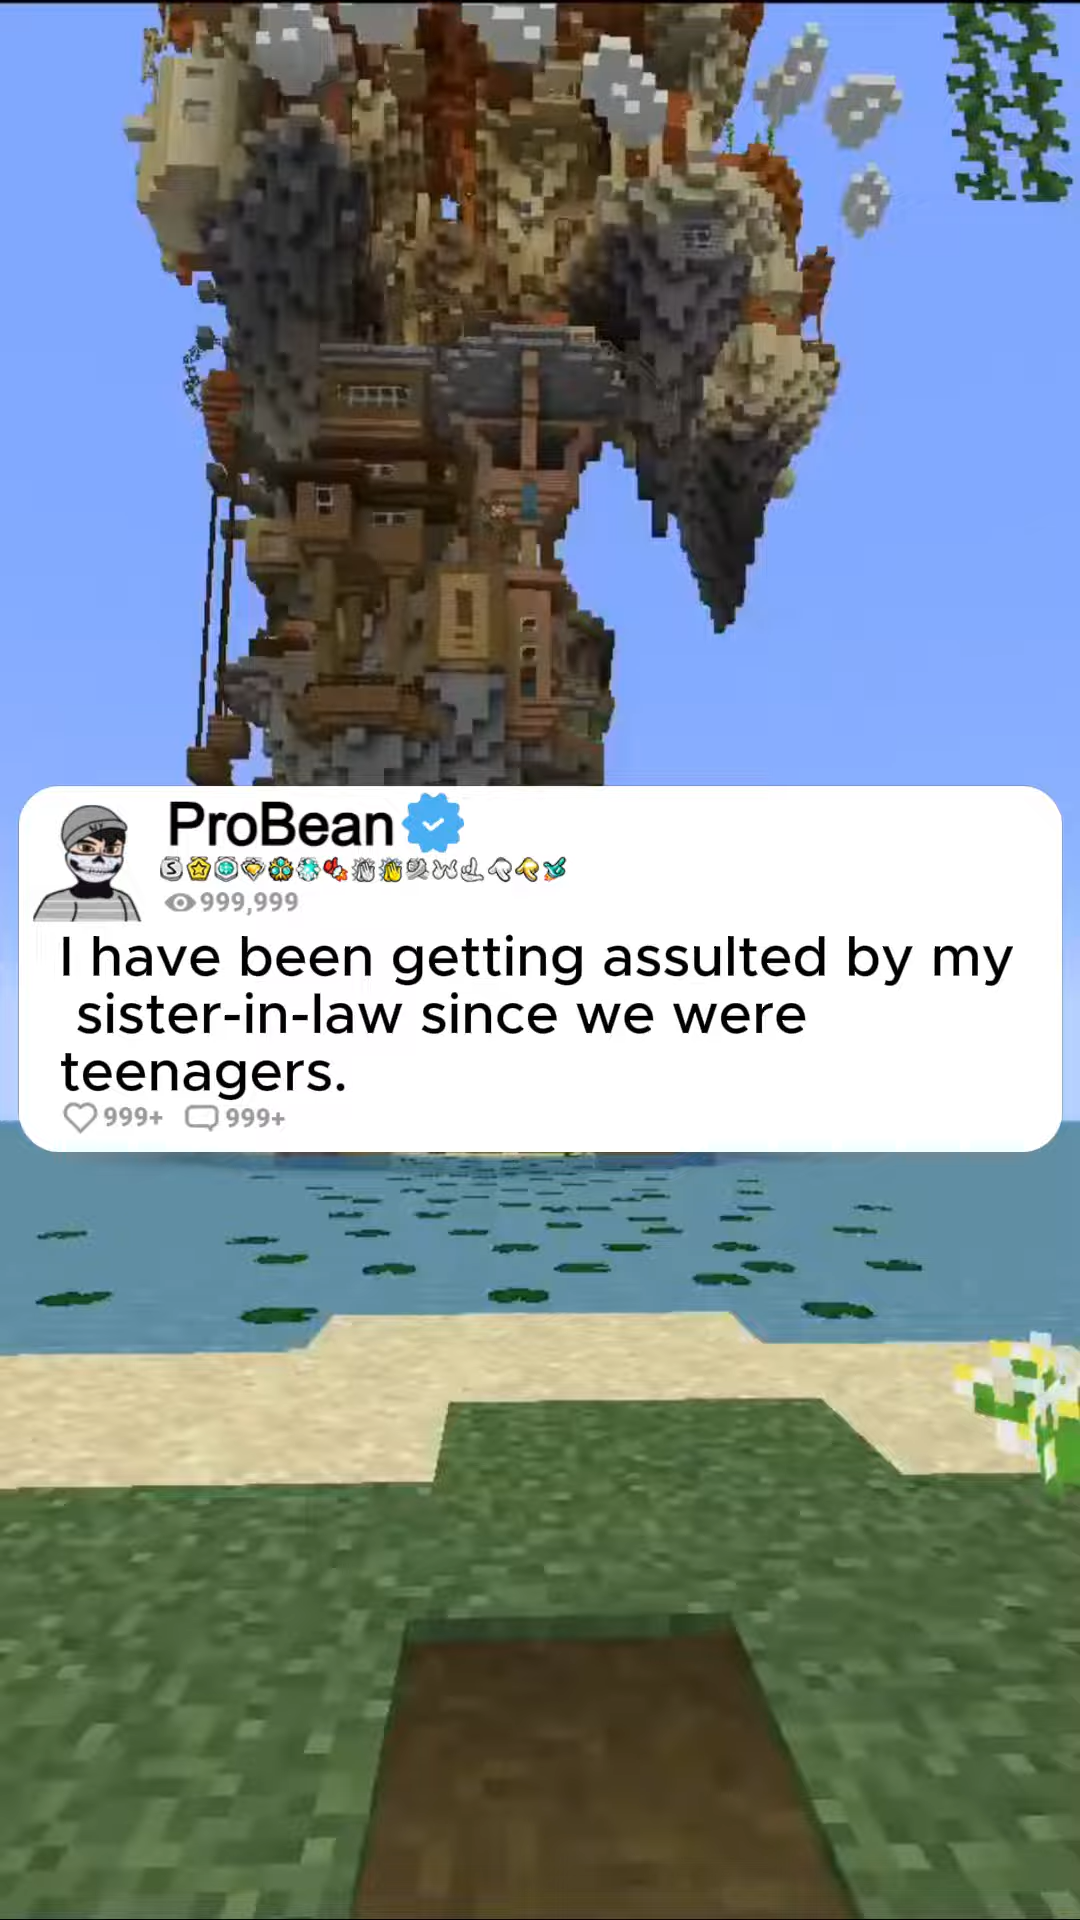 ProBean
999,999
I have been getting assulted by my
sister-in-law since we were
teenagers.
999+ 999+